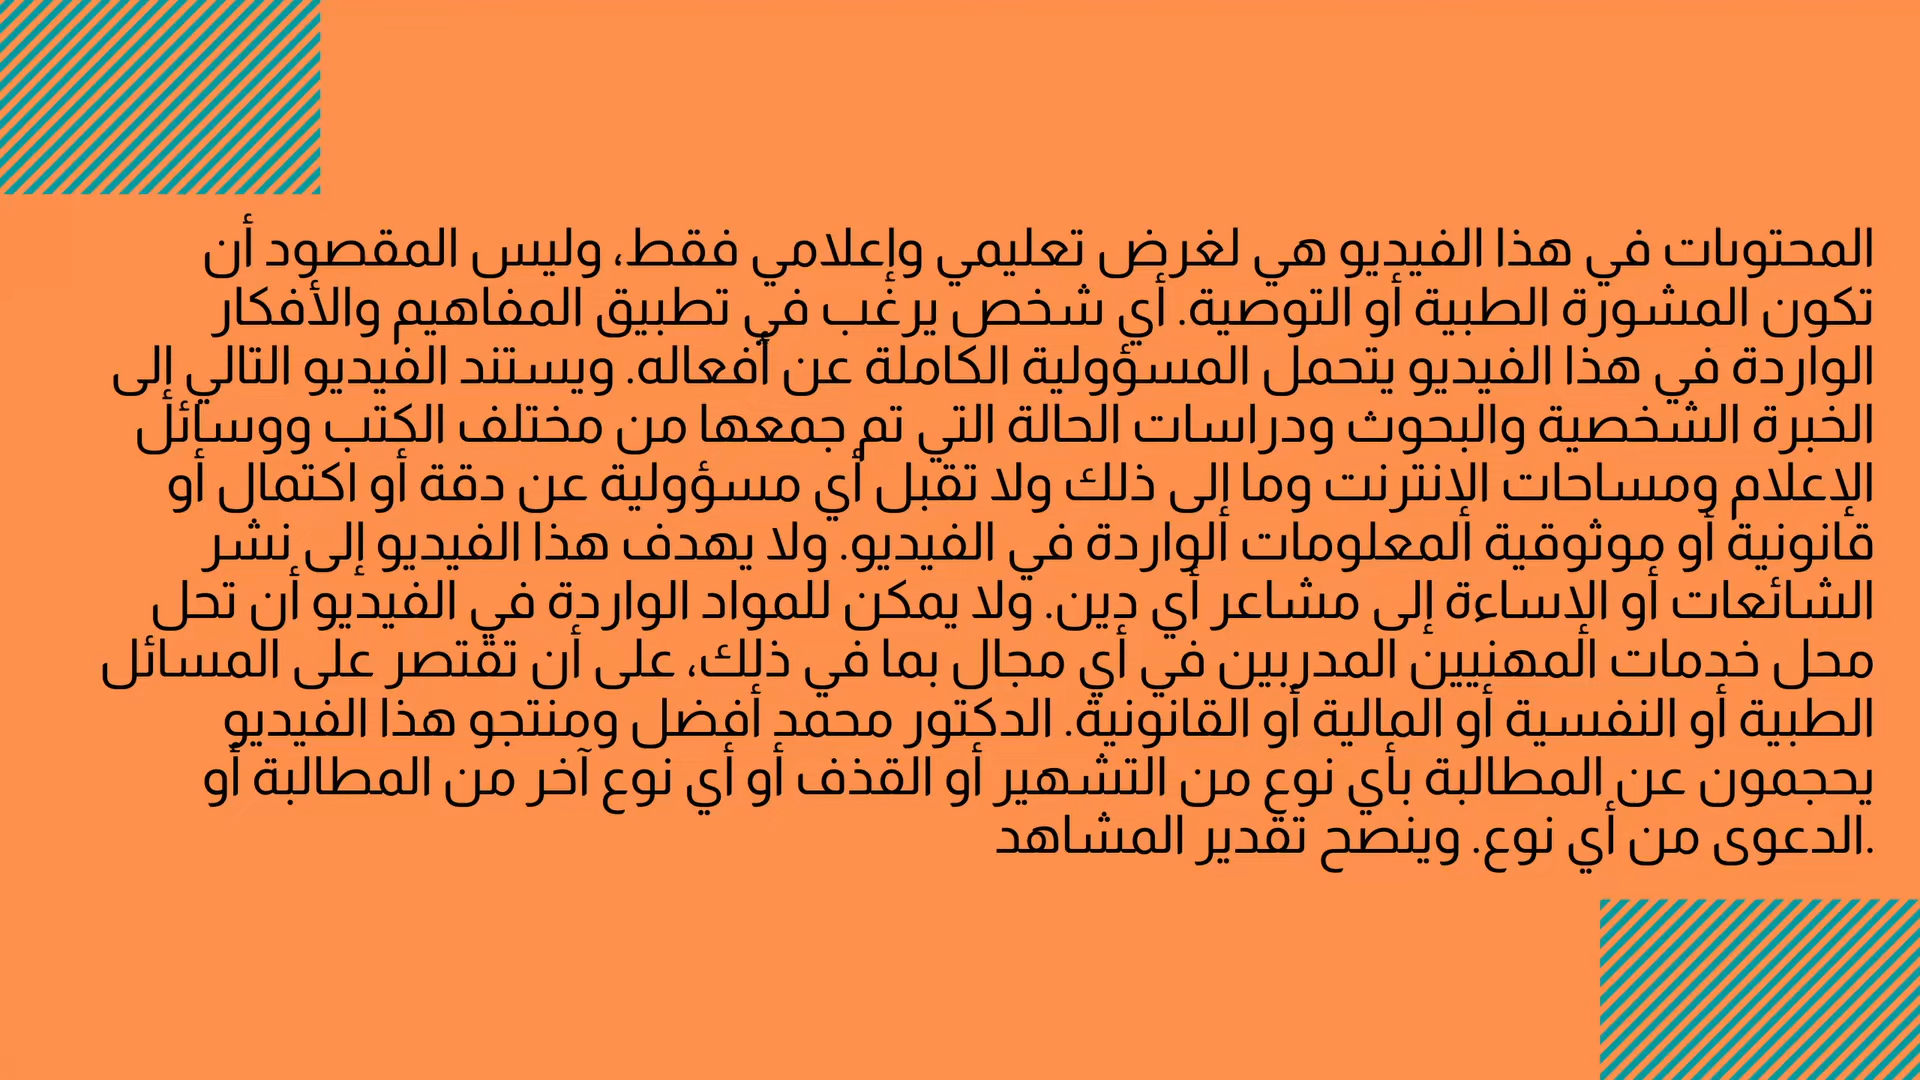 المحتويات في هذا الفيديو هي لغرض تعليمي وإعلامي فقط، وليس المقصود أن
تكون المشورة الطبية أو التوصية. أي شخص يرغب في تطبيق المفاهيم والأفكار
الواردة في هذا الفيديو يتحمل المسؤولية الكاملة عن أفعاله. ويستند الفيديو التالي إلى
الخبرة الشخصية والبحوث ودراسات الحالة التي تم جمعها من مختلف الكتب ووسائل
الإعلام ومساحات الإنترنت وما إلى ذلك ولا تقبل أي مسؤولية عن دقة أو اكتمال أو
قانونية أو موثوقية المعلومات الواردة في الفيديو. ولا يهدف هذا الفيديو إلى نشر
الشائعات أو الإساءة إلى مشاعر أي دين. ولا يمكن للمواد الواردة في الفيديو أن تحل
محل خدمات المهنيين المدربين في أي مجال بما في ذلك، على أن تقتصر على المسائل
الطبية أو النفسية أو المالية أو القانونية. الدكتور محمد أفضل ومنتجو هذا الفيديو
يحجمون عن المطالبة بأي نوع من التشهير أو القذف أو أي نوع آخر من المطالبة أو
.الدعوى من أي نوع. وينصح تقدير المشاهد